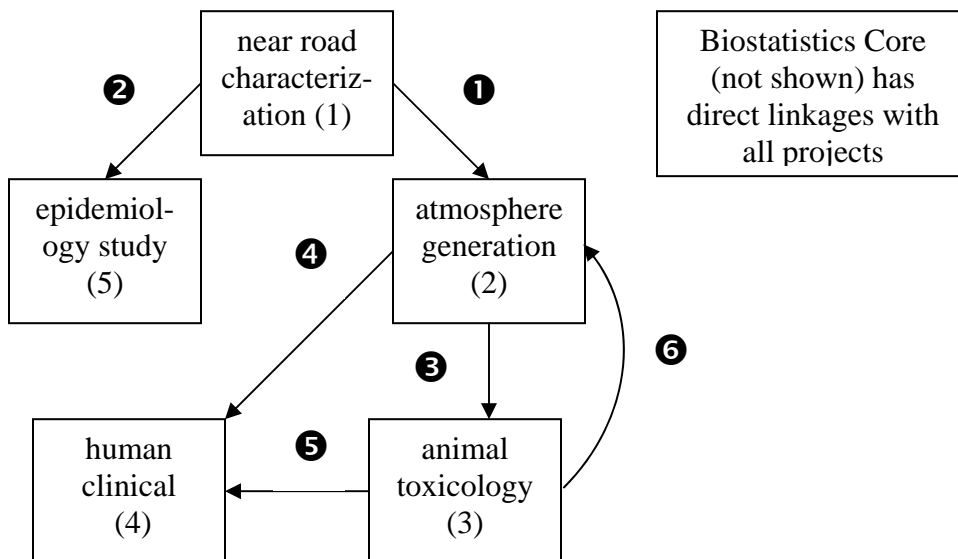 near road
characteriz-
ation (1)
Biostatistics Core
(not shown) has
direct linkages with
all projects
❷
❶
epidemiol-
ogy study
(5)
❹
atmosphere
generation
(2)
❸
❻
human
clinical
(4)
❺
animal
toxicology
(3)